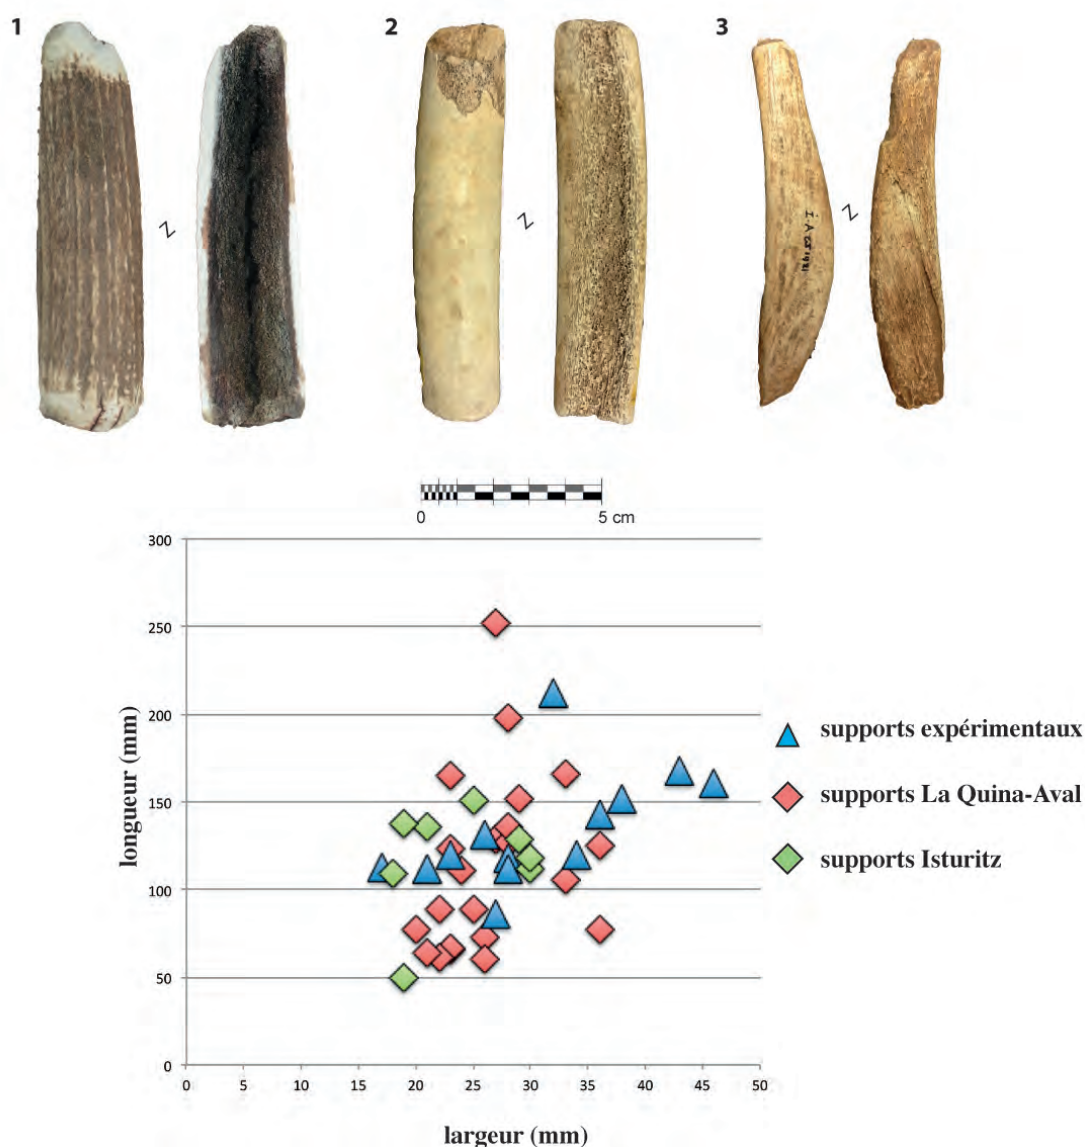 1
2
3
Z
Z
Z
0
5 cm
300
250
200
150
100
50
0
longueur (mm)
0 5 10 15 20 25 30 35 40 45 50
largeur (mm)
supports expérimentaux
supports La Quina-Aval
supports Isturitz